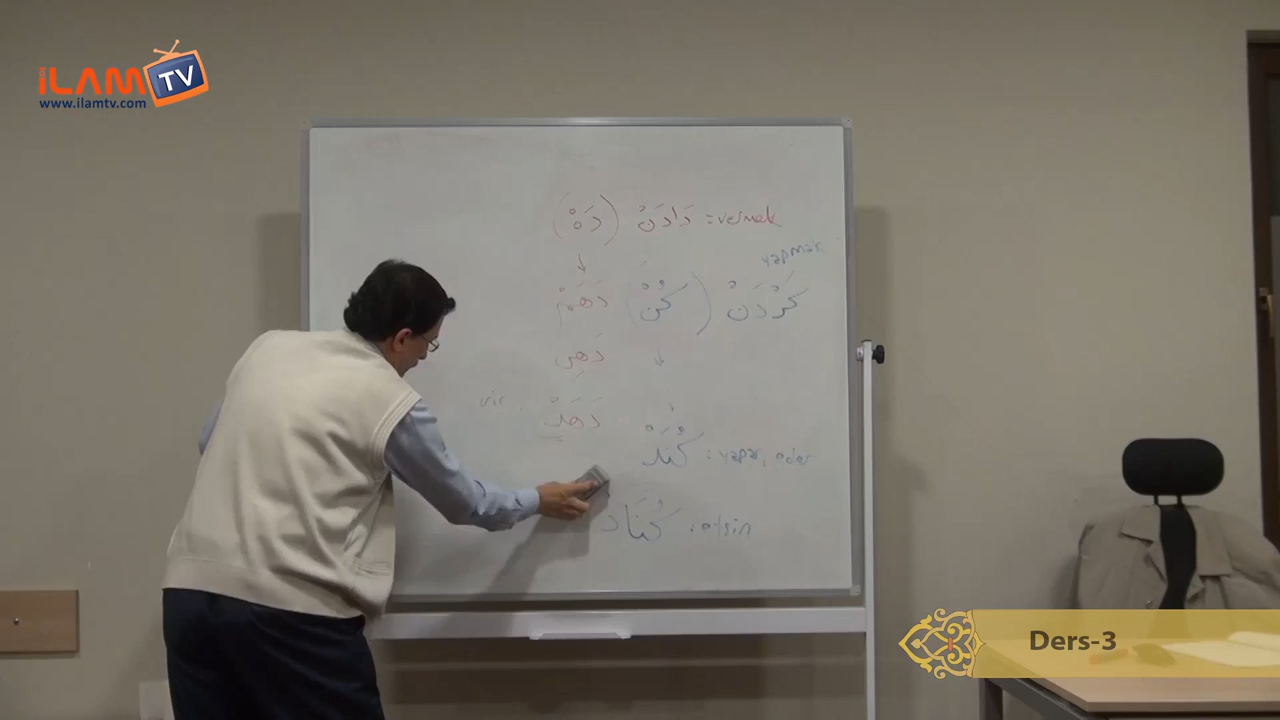 iLAM TV
www.ilamtv.com
دَادَنْ (دَهْ) : vermek
yapmak
كَرْدَنْ (كُنْ)
دَهَمْ
دَهِى
دَهَدْ
vir
كُنَدْ : yapar, eder
كُنَاد : etsin
Ders-3